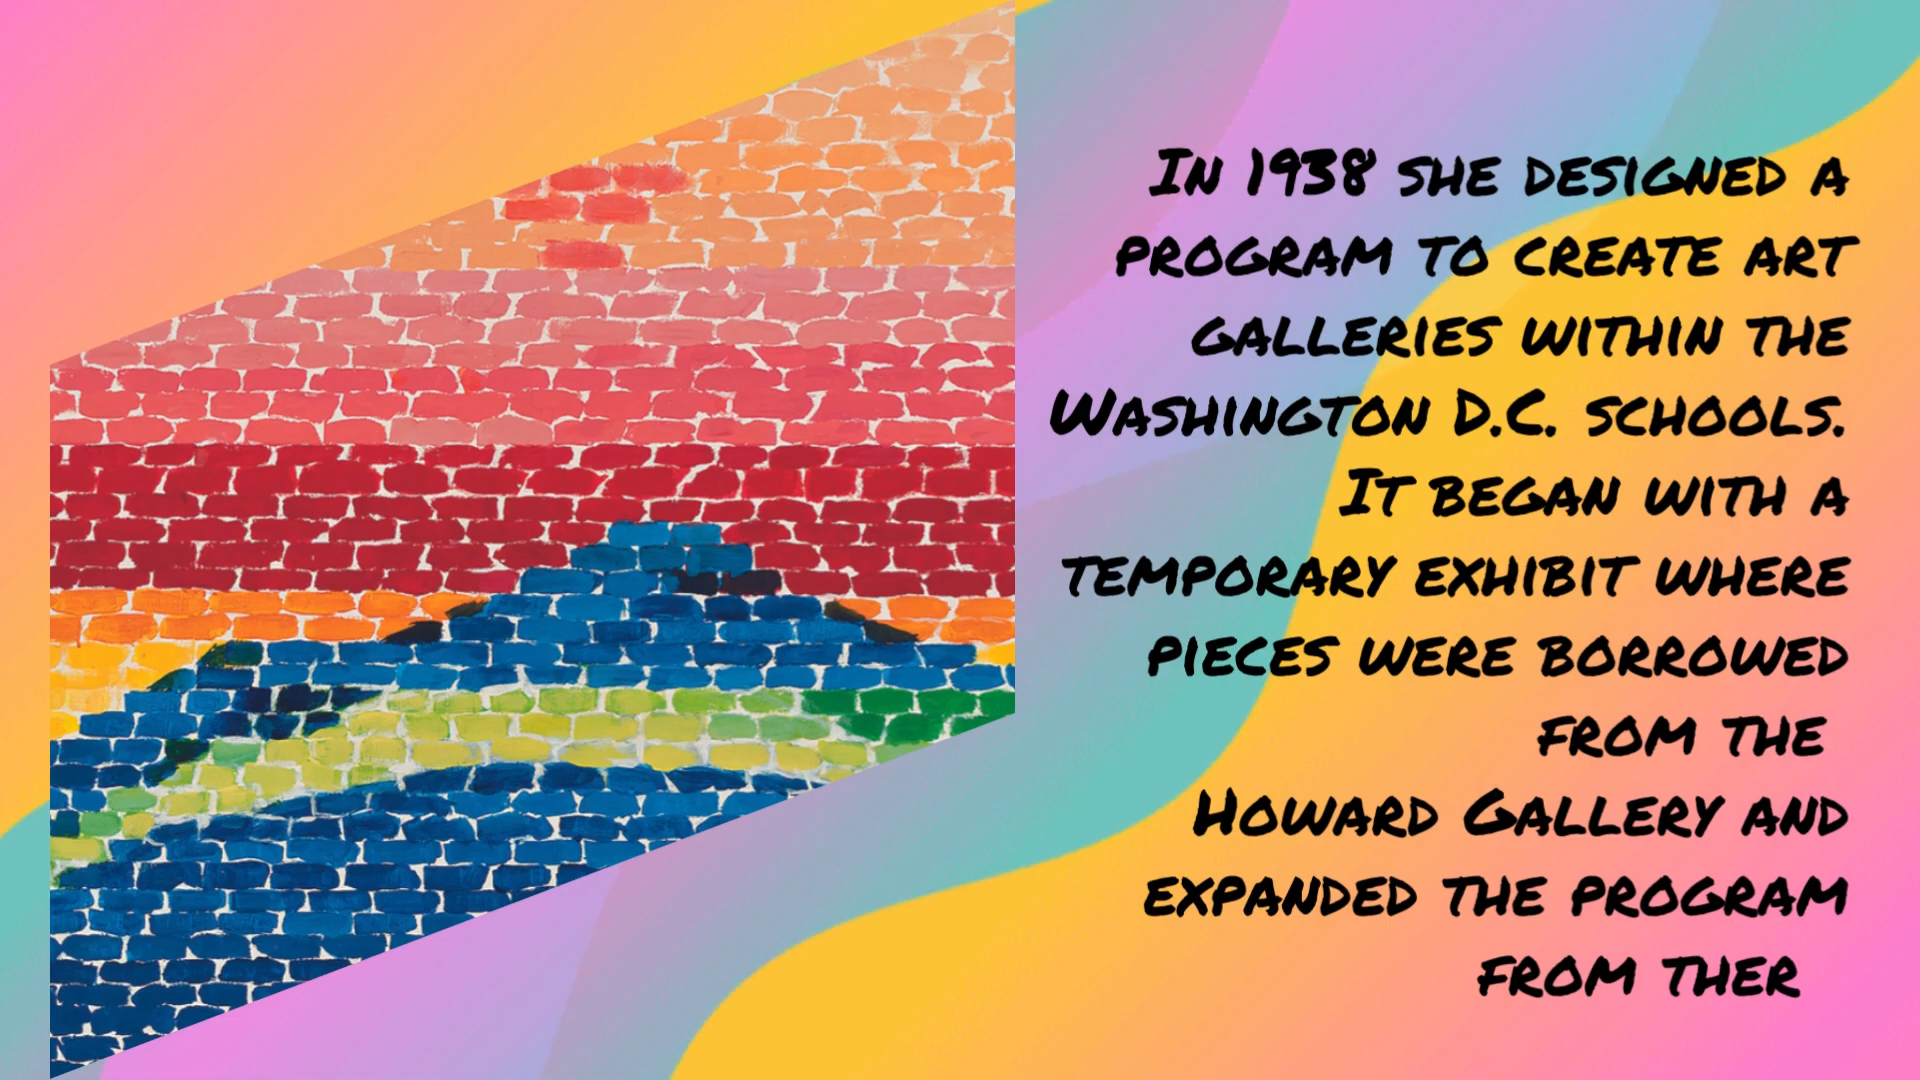 In 1938 she designed a
program to create art
galleries within the
Washington D.C. schools.
It began with a
temporary exhibit where
pieces were borrowed
from the
Howard Gallery and
expanded the program
from ther